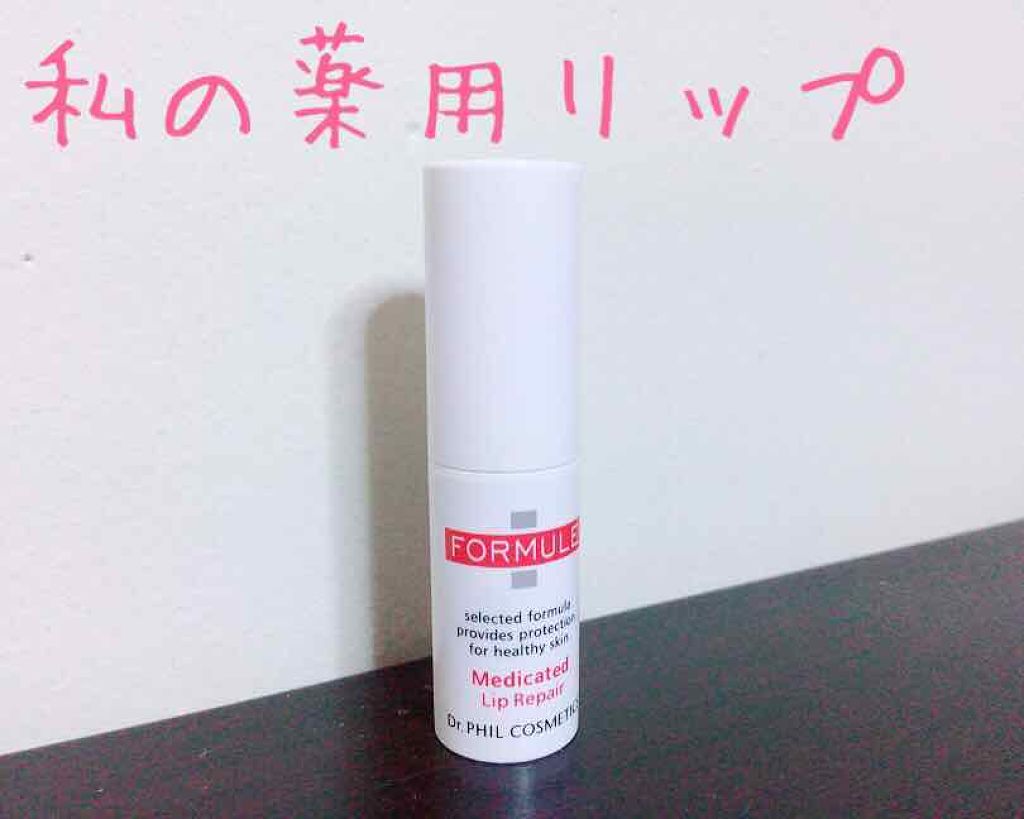 私の薬用リップ
FORMULE
selected formula
provides protection
for healthy skin
Medicated
Lip Repair
Dr. PHIL COSMETICS